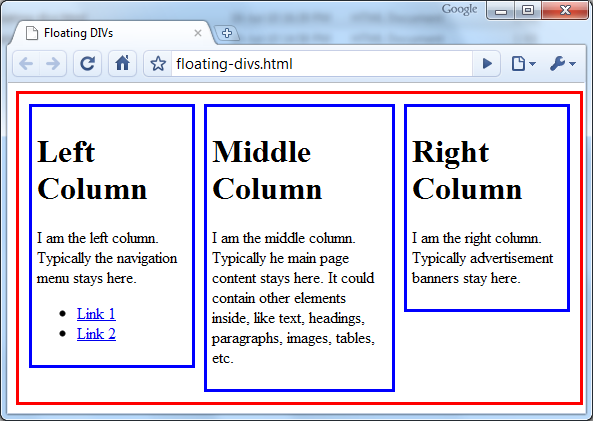 Google
Floating DIVs
floating-divs.html
Left
Column
I am the left column.
Typically the navigation
menu stays here.
Link 1
Link 2
Middle
Column
I am the middle column.
Typically he main page
content stays here. It could
contain other elements
inside, like text, headings,
paragraphs, images, tables,
etc.
Right
Column
I am the right column.
Typically advertisement
banners stay here.